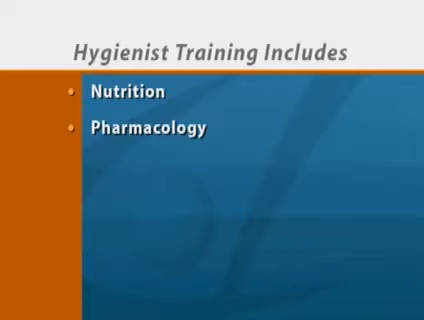 Hygienist Training Includes
• Nutrition
• Pharmacology